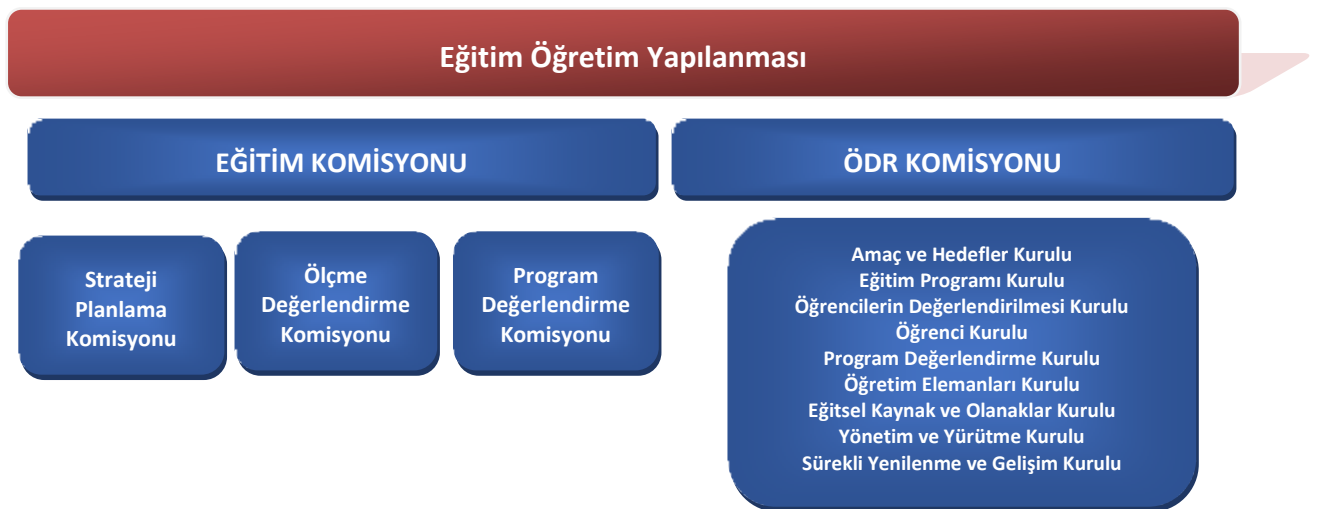 Eğitim Öğretim Yapılanması
EĞİTİM KOMİSYONU
ÖDR KOMİSYONU
Strateji
Planlama
Komisyonu
Ölçme
Değerlendirme
Komisyonu
Program
Değerlendirme
Komisyonu
Amaç ve Hedefler Kurulu
Eğitim Programı Kurulu
Öğrencilerin Değerlendirilmesi Kurulu
Öğrenci Kurulu
Program Değerlendirme Kurulu
Öğretim Elemanları Kurulu
Eğitsel Kaynak ve Olanaklar Kurulu
Yönetim ve Yürütme Kurulu
Sürekli Yenilenme ve Gelişim Kurulu